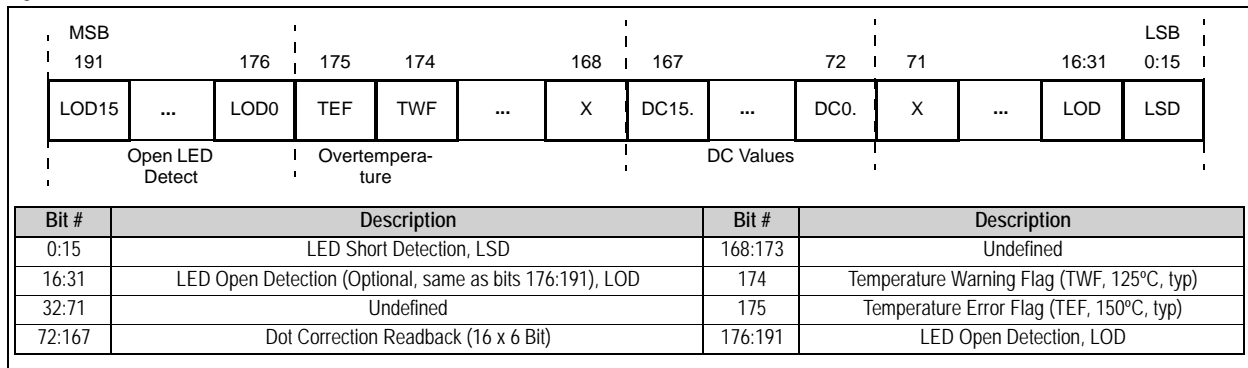 MSB LSB
191 176 175 174 168 167 72 71 16:31 0:15
LOD15 ... LOD0 TEF TWF ... X DC15. ... DC0. X ... LOD LSD
Open LED Overtempera- DC Values
Detect ture
Bit # Description Bit # Description
0:15 LED Short Detection, LSD 168:173 Undefined
16:31 LED Open Detection (Optional, same as bits 176:191), LOD 174 Temperature Warning Flag (TWF, 125ºC, typ)
32:71 Undefined 175 Temperature Error Flag (TEF, 150ºC, typ)
72:167 Dot Correction Readback (16 x 6 Bit) 176:191 LED Open Detection, LOD